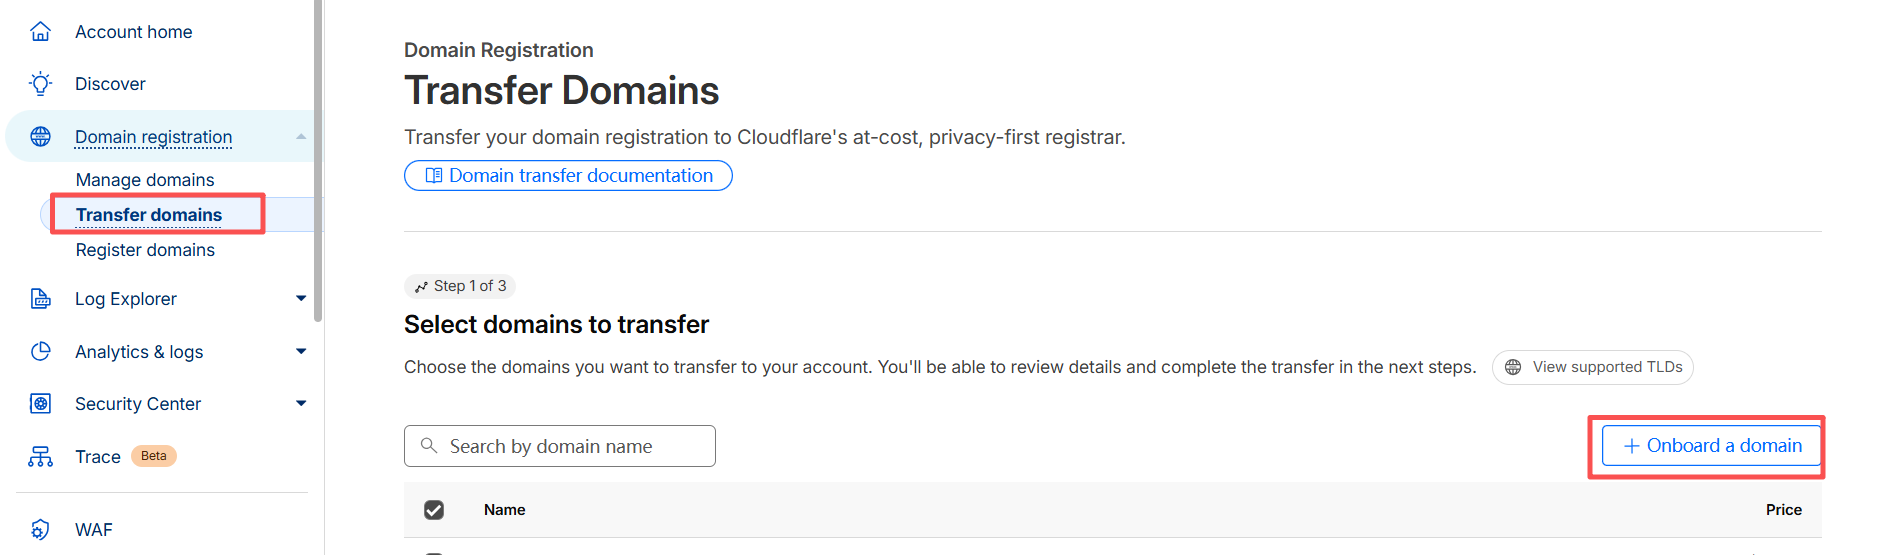 Account home
Discover
Domain registration
Manage domains
Transfer domains
Register domains
Log Explorer
Analytics & logs
Security Center
Trace Beta
WAF
Domain Registration
Transfer Domains
Transfer your domain registration to Cloudflare's at-cost, privacy-first registrar.
Domain transfer documentation
Step 1 of 3
Select domains to transfer
Choose the domains you want to transfer to your account. You'll be able to review details and complete the transfer in the next steps. View supported TLDs
Search by domain name
+ Onboard a domain
Name Price